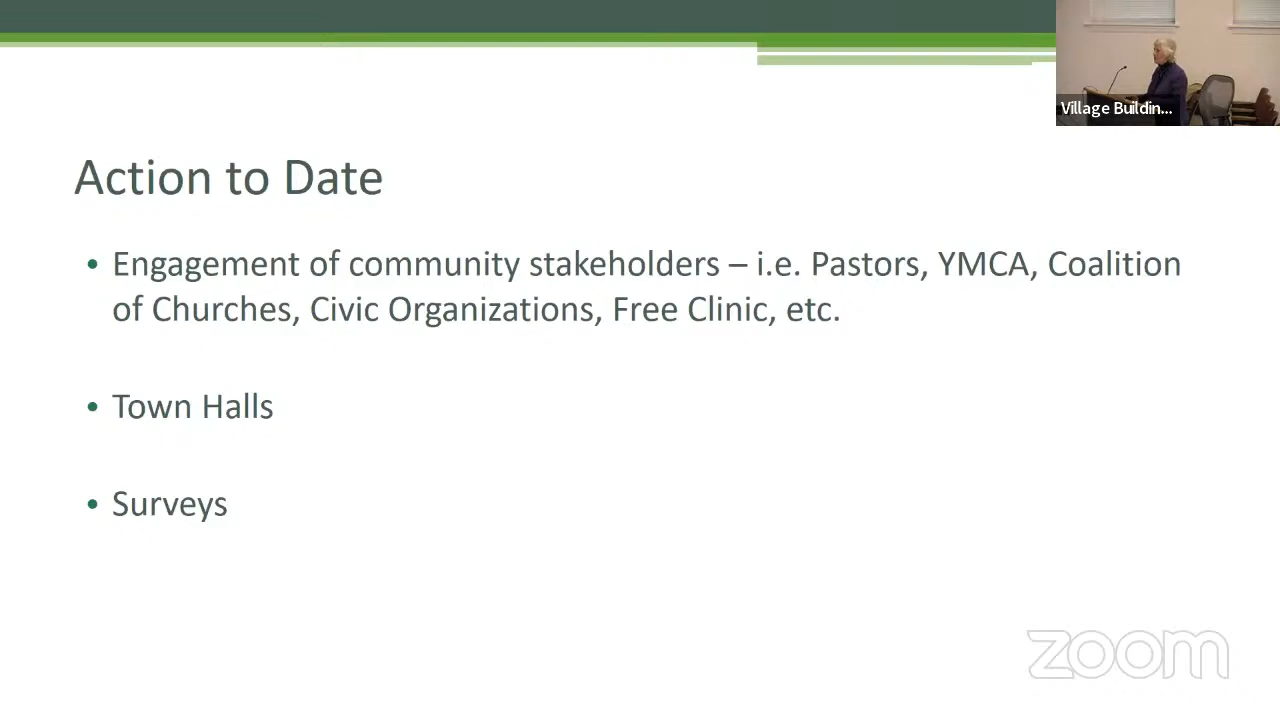 Village Buildin...
Action to Date
• Engagement of community stakeholders – i.e. Pastors, YMCA, Coalition
of Churches, Civic Organizations, Free Clinic, etc.
• Town Halls
• Surveys
zoom